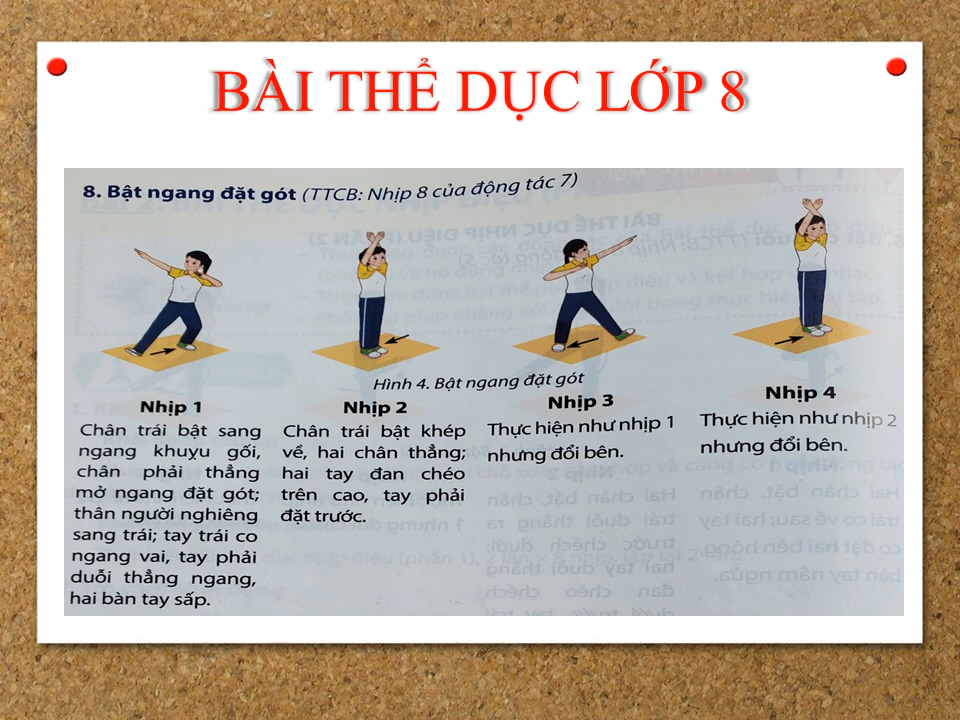 BÀI THỂ DỤC LỚP 8
8. Bật ngang đặt gót (TTCB: Nhịp 8 của động tác 7)
Hình 4. Bật ngang đặt gót
Nhịp 1
Chân trái bật sang
ngang khuỵu gối,
chân phải thẳng
mở ngang đặt gót;
thân người nghiêng
sang trái; tay trái co
ngang vai, tay phải
duỗi thẳng ngang,
hai bàn tay sấp.
Nhịp 2
Chân trái bật khép
về, hai chân thẳng;
hai tay đan chéo
trên cao, tay phải
đặt trước.
Nhịp 3
Thực hiện như nhịp 1
nhưng đổi bên.
Nhịp 4
Thực hiện như nhịp 2
nhưng đổi bên.